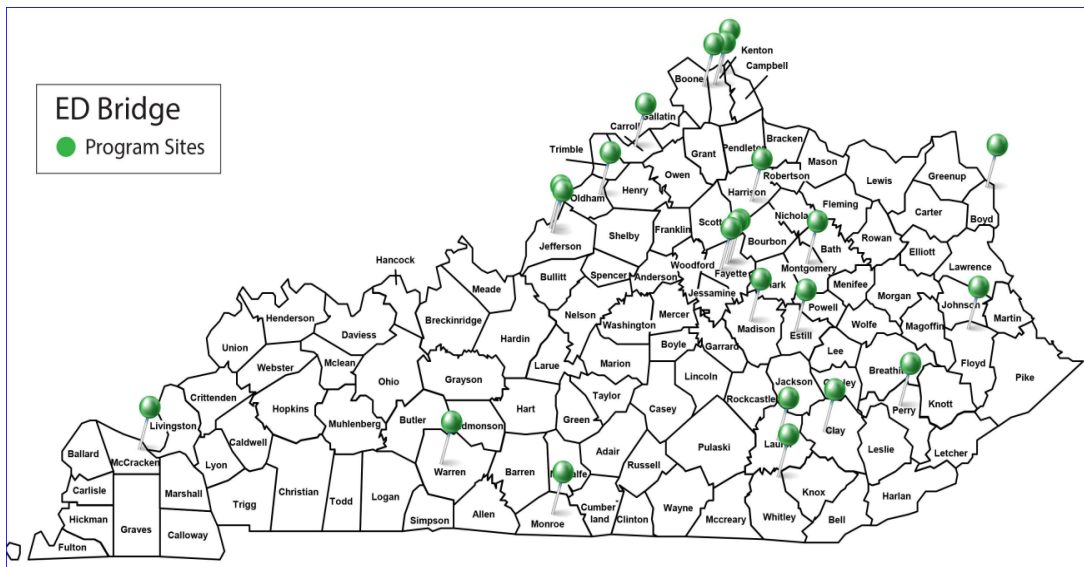 ED Bridge
Program Sites
Kenton
Campbell
Boone
Gallatin
Carroll
Trimble
Grant
Pendleton
Bracken
Mason
Lewis
Greenup
Owen
Henry
Oldham
Harrison
Robertson
Fleming
Carter
Boyd
Nichola
Scott
Franklin
Shelby
Jefferson
Bourbon
Bath
Rowan
Elliott
Lawrence
Hancock
Meade
Bullitt
Spencer
Anderson
Woodford
Fayette
Montgomery
Menifee
Morgan
Johnson
Martin
Jessamine
ark
Powell
Henderson
Daviess
Breckinridge
Nelson
Washington
Mercer
Madison
Estill
Wolfe
Magoffin
Union
Hardin
Boyle
Garrard
Lee
Floyd
Webster
Mclean
Larue
Marion
Lincoln
Jackson
Breathi
Pike
Ohio
Grayson
Crittenden
Hopkins
Taylor
Rockcastle
Perry
Knott
Livingston
Muhlenberg
Butler
dmonson
Hart
Green
Casey
Clay
Caldwell
Adair
Pulaski
Leslie
Letcher
Ballard
McCracken
Lyon
Warren
Barren
Russell
Carlisle
Marshall
Trigg
Christian
Todd
Logan
Knox
Harlan
Hickman
Graves
Calloway
Simpson
Allen
Monroe
Cumber
land
Clinton
Wayne
Mccreary
Whitley
Bell
Fulton